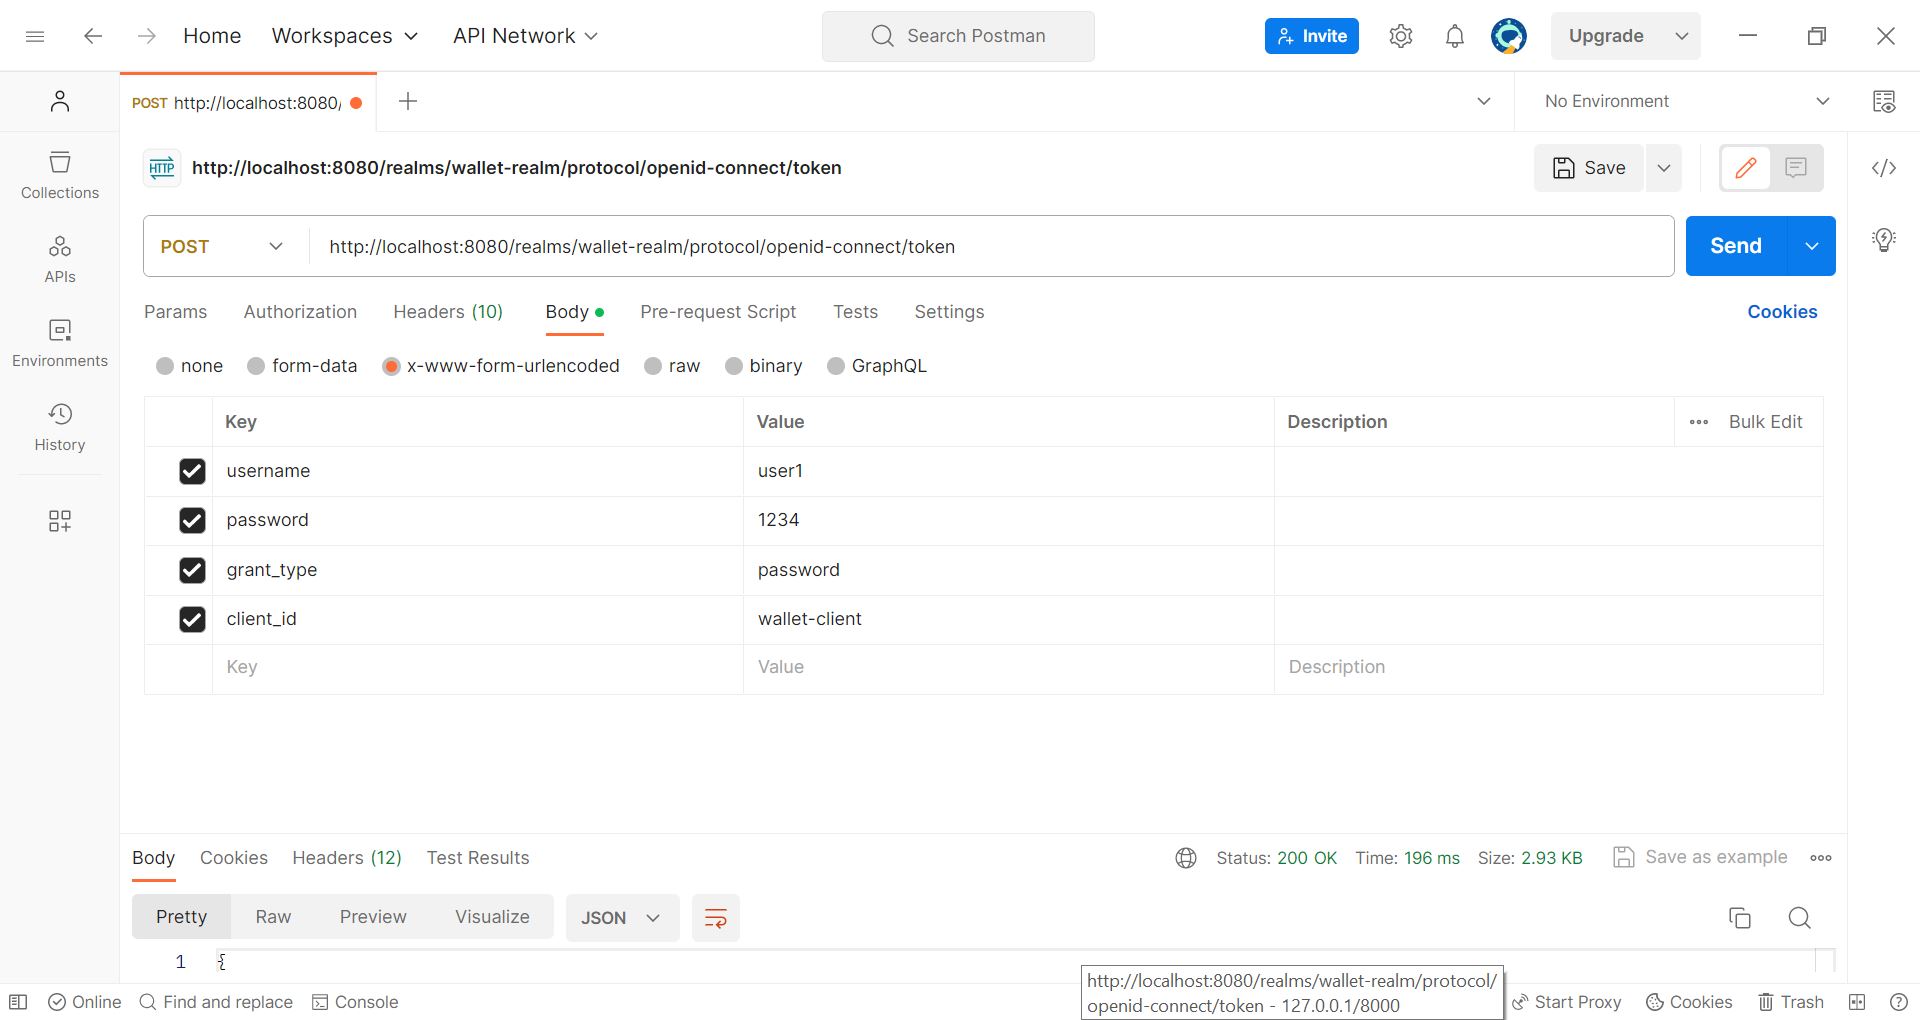 Home Workspaces API Network Search Postman Invite Upgrade
POST http://localhost:8080/ No Environment
HTTP http://localhost:8080/realms/wallet-realm/protocol/openid-connect/token Save
POST http://localhost:8080/realms/wallet-realm/protocol/openid-connect/token Send
Params Authorization Headers (10) Body Pre-request Script Tests Settings Cookies
none form-data x-www-form-urlencoded raw binary GraphQL
Key Value Description Bulk Edit
username user1
password 1234
grant_type password
client_id wallet-client
Key Value Description
Collections
APIs
Environments
History
Body Cookies Headers (12) Test Results Status: 200 OK Time: 196 ms Size: 2.93 KB Save as example
Pretty Raw Preview Visualize JSON
1 {
http://localhost:8080/realms/wallet-realm/protocol/
openid-connect/token - 127.0.0.1/8000
Online Find and replace Console Start Proxy Cookies Trash